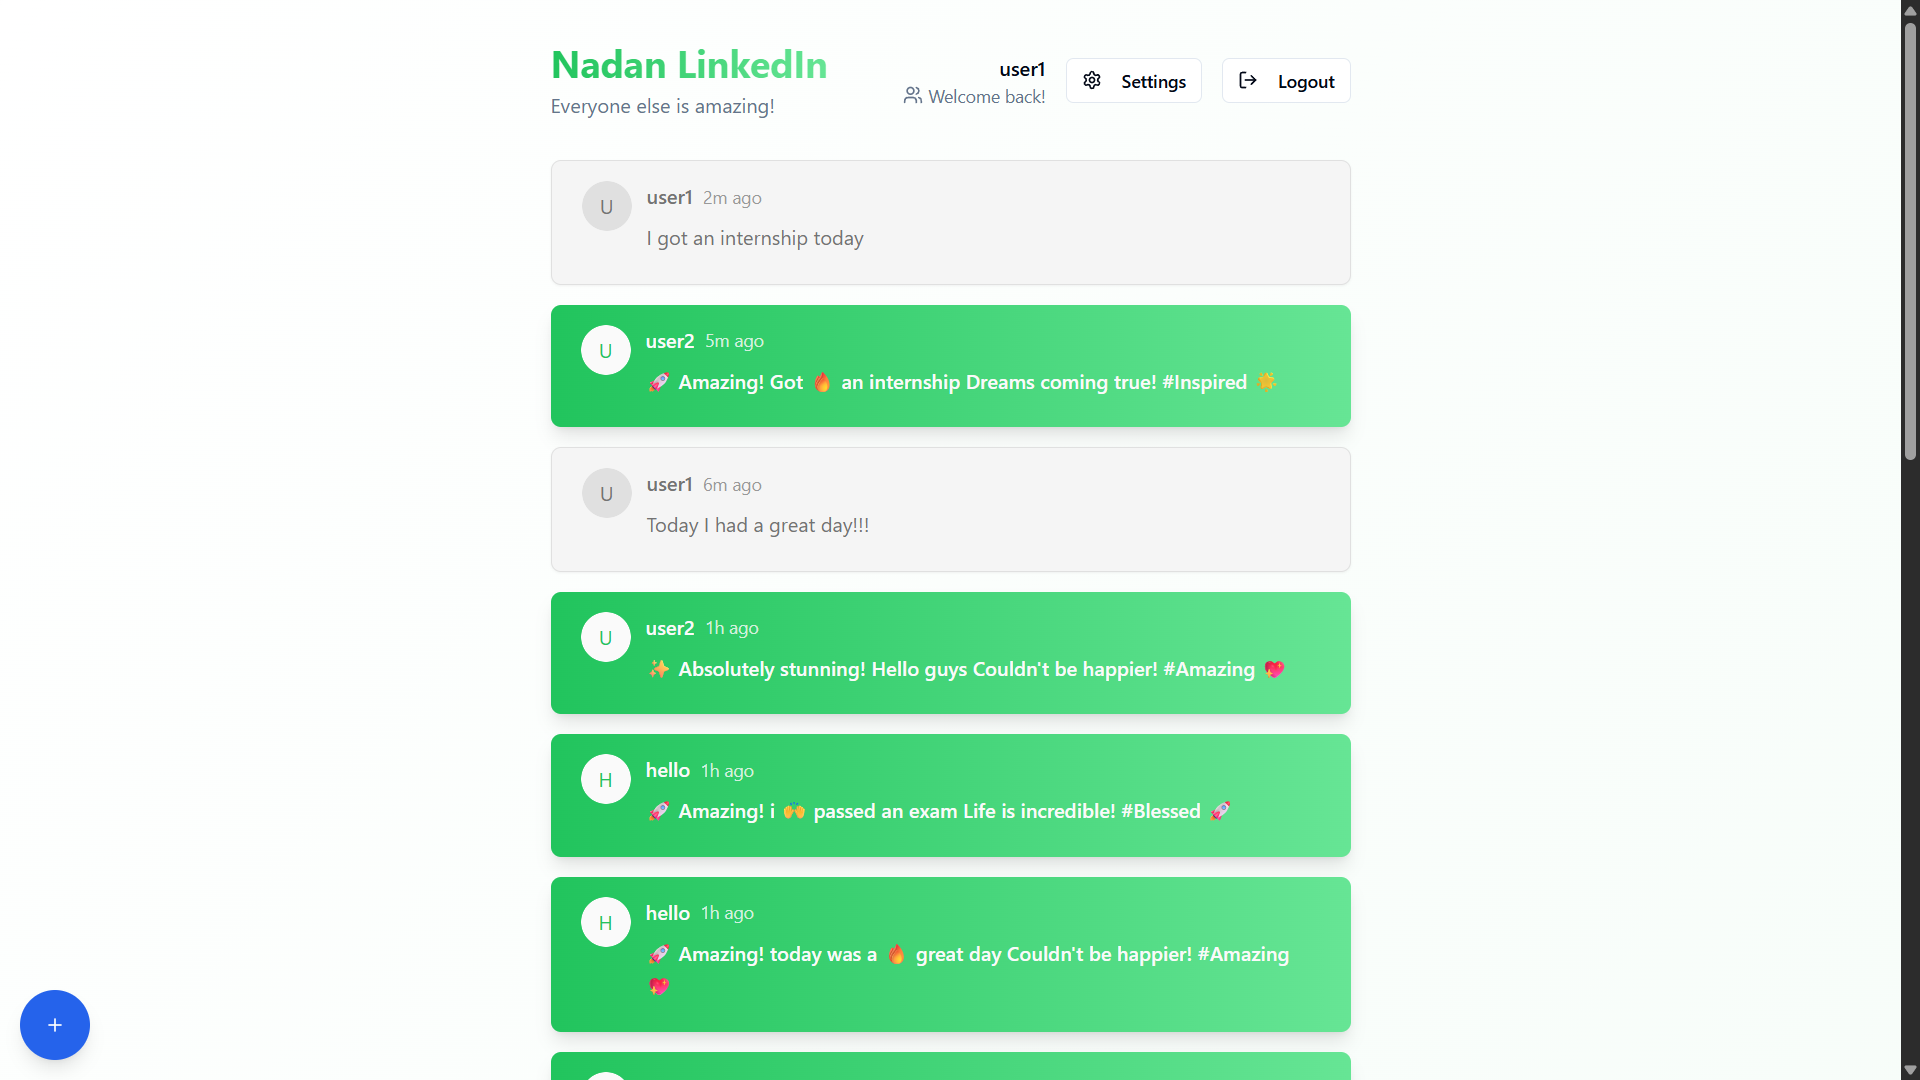 Nadan LinkedIn
Everyone else is amazing!
user1
Welcome back!
Settings
Logout
U
user1 2m ago
I got an internship today
U
user2 5m ago
🚀 Amazing! Got 🔥 an internship Dreams coming true! #Inspired 🌟
U
user1 6m ago
Today I had a great day!!!
U
user2 1h ago
✨ Absolutely stunning! Hello guys Couldn't be happier! #Amazing 💖
H
hello 1h ago
🚀 Amazing! i 🙌 passed an exam Life is incredible! #Blessed 🚀
H
hello 1h ago
🚀 Amazing! today was a 🔥 great day Couldn't be happier! #Amazing
💖
+